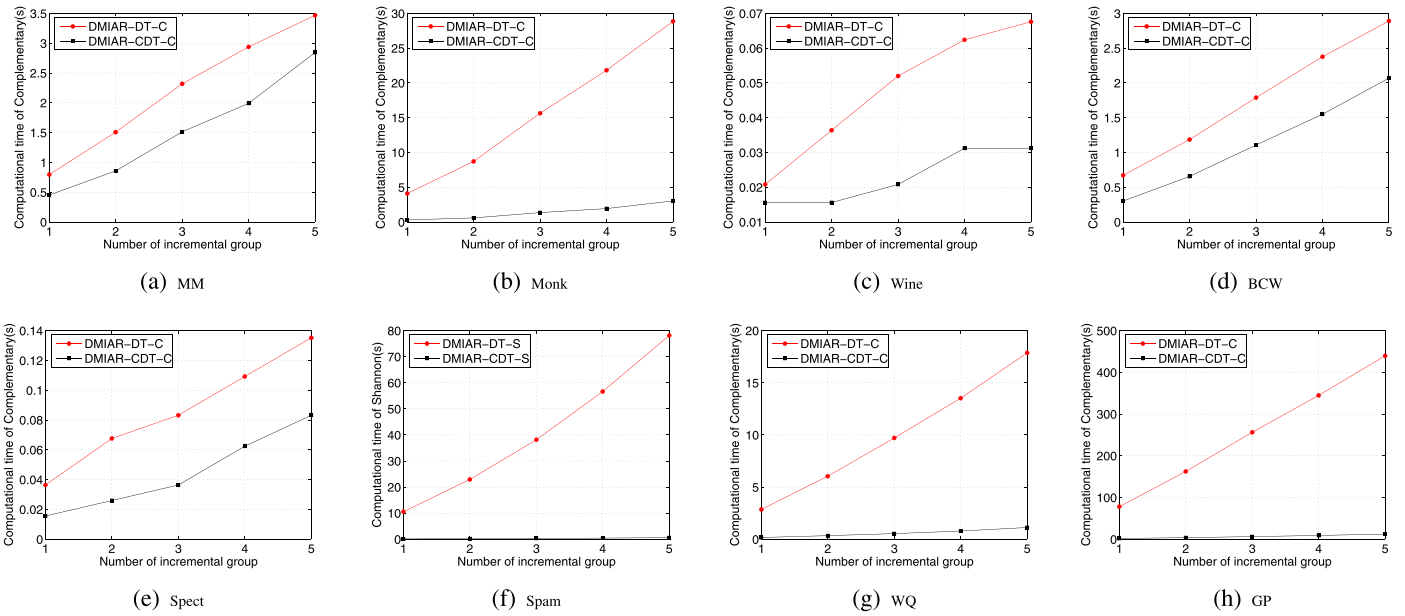 Computational time of Complementary(s)
3.5
3
2.5
2
1.5
1
0.5
0
DMIAR-DT-C
DMIAR-CDT-C
1 2 3 4 5
Number of incremental group
(a) MM
Computational time of Complementary(s)
30
25
20
15
10
5
0
DMIAR-DT-C
DMIAR-CDT-C
1 2 3 4 5
Number of incremental group
(b) Monk
Computational time of Complementary(s)
0.07
0.06
0.05
0.04
0.03
0.02
0.01
DMIAR-DT-C
DMIAR-CDT-C
1 2 3 4 5
Number of incremental group
(c) Wine
Computational time of Complementary(s)
3
2.5
2
1.5
1
0.5
0
DMIAR-DT-C
DMIAR-CDT-C
1 2 3 4 5
Number of incremental group
(d) BCW
Computational time of Complementary(s)
0.14
0.12
0.1
0.08
0.06
0.04
0.02
0
DMIAR-DT-C
DMIAR-CDT-C
1 2 3 4 5
Number of incremental group
(e) Spect
Computational time of Shannon(s)
80
70
60
50
40
30
20
10
0
DMIAR-DT-S
DMIAR-CDT-S
1 2 3 4 5
Number of incremental group
(f) Spam
Computational time of Complementary(s)
20
15
10
5
0
DMIAR-DT-C
DMIAR-CDT-C
1 2 3 4 5
Number of incremental group
(g) WQ
Computational time of Complementary(s)
500
400
300
200
100
0
DMIAR-DT-C
DMIAR-CDT-C
1 2 3 4 5
Number of incremental group
(h) GP